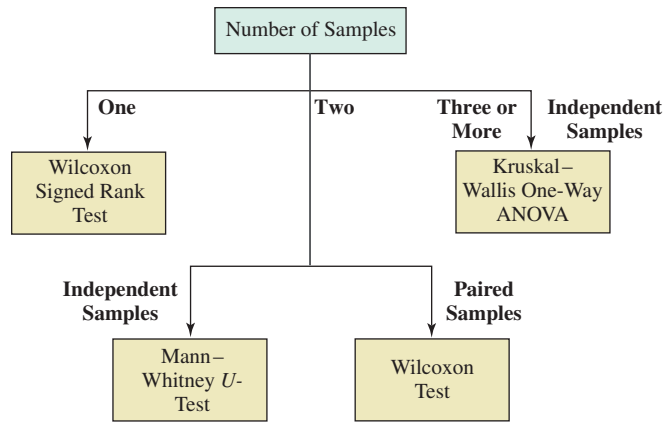 Number of Samples
One
Two
Three or
More
Independent
Samples
Wilcoxon
Signed Rank
Test
Kruskal–
Wallis One-Way
ANOVA
Independent
Samples
Paired
Samples
Mann–
Whitney U-
Test
Wilcoxon
Test